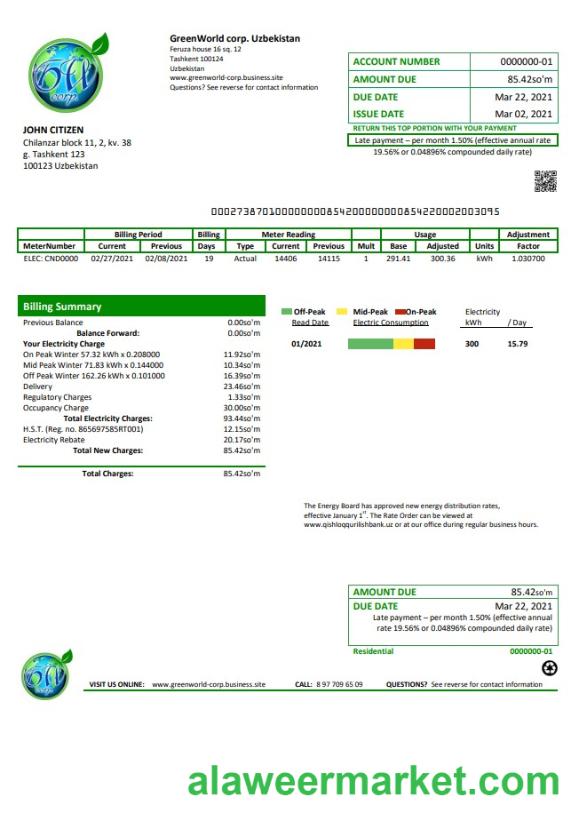 GreenWorld corp. Uzbekistan
Feruza house 16 sq. 12
Tashkent 100124
Uzbekistan
www.greenworld-corp.business.site
Questions? See reverse for contact information
GW
corp.
ACCOUNT NUMBER 0000000-01
AMOUNT DUE 85.42so'm
DUE DATE Mar 22, 2021
ISSUE DATE Mar 02, 2021
RETURN THIS TOP PORTION WITH YOUR PAYMENT
Late payment – per month 1.50% (effective annual rate
19.56% or 0.04896% compounded daily rate)
JOHN CITIZEN
Chilanzar block 11, 2, kv. 38
g. Tashkent 123
100123 Uzbekistan
Billing Period Billing Meter Reading Usage Adjustment
MeterNumber Current Previous Days Type Current Previous Mult Base Adjusted Units Factor
ELEC: CND0000 02/27/2021 02/08/2021 19 Actual 14406 14115 1 291.41 300.36 kWh 1.030700
Billing Summary
Previous Balance 0.00so'm
Balance Forward: 0.00so'm
Your Electricity Charge
On Peak Winter 57.32 kWh x 0.208000 11.92so'm
Mid Peak Winter 71.83 kWh x 0.144000 10.34so'm
Off Peak Winter 162.26 kWh x 0.101000 16.39so'm
Delivery 23.46so'm
Regulatory Charges 1.33so'm
Occupancy Charge 30.00so'm
Total Electricity Charges: 93.44so'm
H.S.T. (Reg. no. 865697585RT001) 12.15so'm
Electricity Rebate 20.17so'm
Total New Charges: 85.42so'm
Total Charges: 85.42so'm
Off-Peak Mid-Peak On-Peak Electricity
Read Date Electric Consumption kWh / Day
01/2021 300 15.79
The Energy Board has approved new energy distribution rates,
effective January 1st. The Rate Order can be viewed at
www.qishloqqurilishbank.uz or at our office during regular business hours.
AMOUNT DUE 85.42so'm
DUE DATE Mar 22, 2021
Late payment – per month 1.50% (effective annual
rate 19.56% or 0.04896% compounded daily rate)
Residential 0000000-01
GW
corp.
VISIT US ONLINE: www.greenworld-corp.business.site CALL: 8 97 709 65 09 QUESTIONS? See reverse for contact information
alaweermarket.com